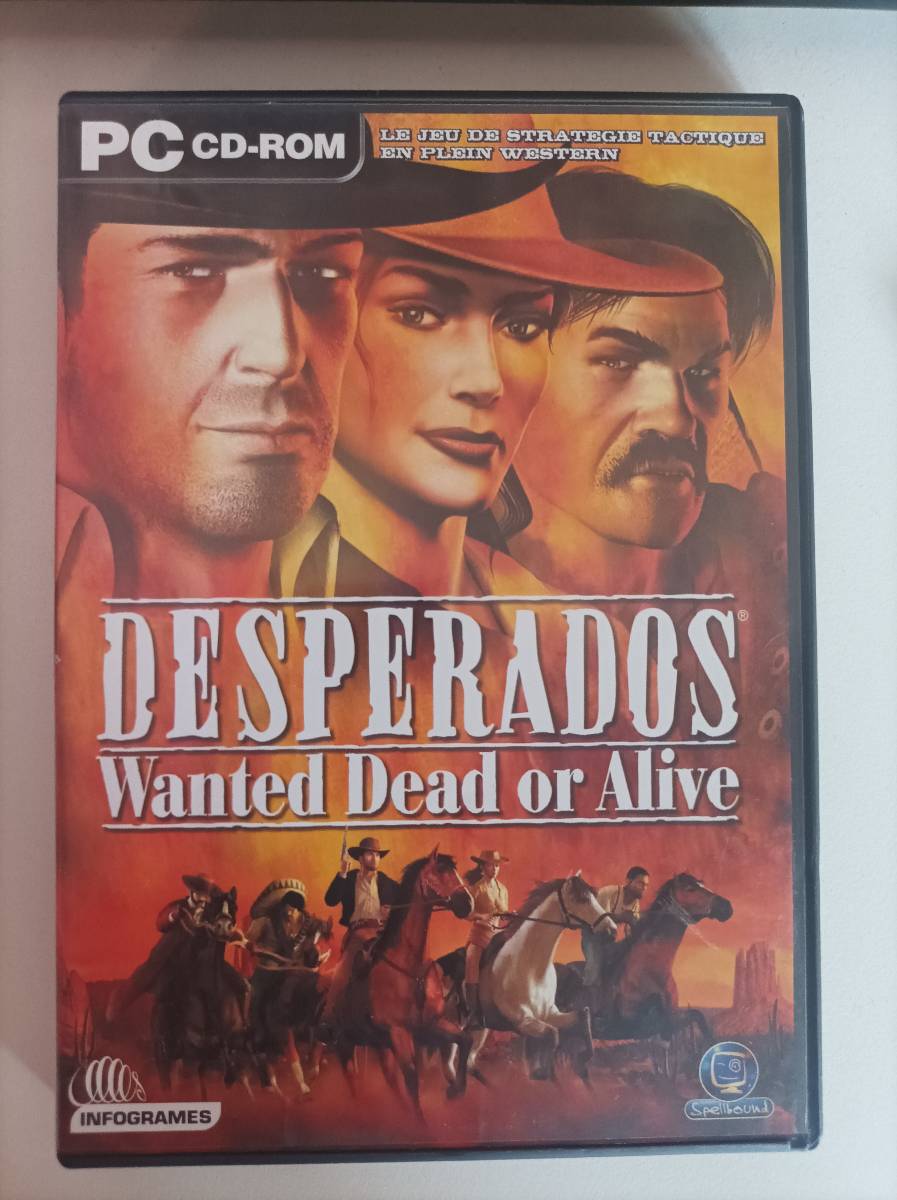 PC CD-ROM
LE JEU DE STRATEGIE TACTIQUE
EN PLEIN WESTERN
DESPERADOS®
Wanted Dead or Alive
INFOGRAMES
Spellbound